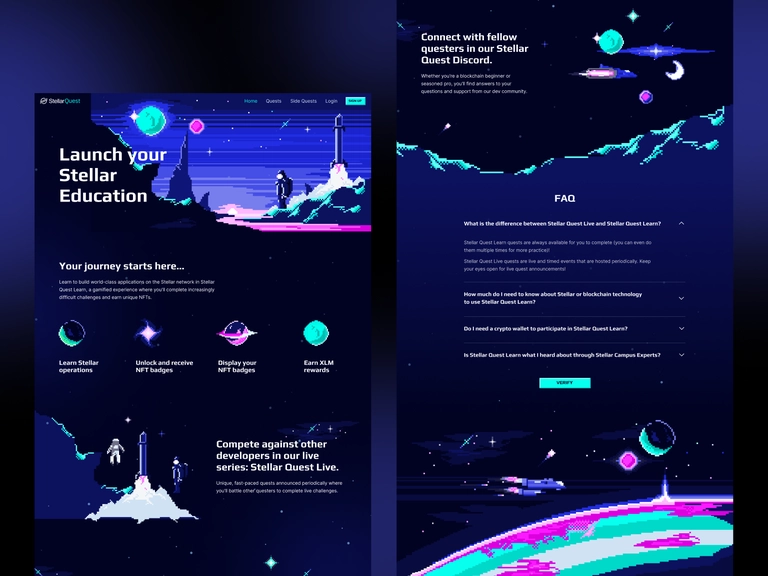 StellarQuest
Home Quests Side Quests Login SIGN UP
Launch your
Stellar
Education
Your journey starts here...
Learn to build world-class applications on the Stellar network in Stellar
Quest Learn, a gamified experience where you'll complete increasingly
difficult challenges and earn unique NFTs.
Learn Stellar
operations
Unlock and receive
NFT badges
Display your
NFT badges
Earn XLM
rewards
Compete against other
developers in our live
series: Stellar Quest Live.
Unique, fast-paced quests announced periodically where
you'll battle other questers to complete live challenges.
Connect with fellow
questers in our Stellar
Quest Discord.
Whether you're a blockchain beginner or
seasoned pro, you'll find answers to your
questions and support from our dev community.
FAQ
What is the difference between Stellar Quest Live and Stellar Quest Learn?
Stellar Quest Learn quests are always available for you to complete (you can even do
them multiple times for more practice)!
Stellar Quest Live quests are live and timed events that are hosted periodically. Keep
your eyes open for live quest announcements!
How much do I need to know about Stellar or blockchain technology
to use Stellar Quest Learn?
Do I need a crypto wallet to participate in Stellar Quest Learn?
Is Stellar Quest Learn what I heard about through Stellar Campus Experts?
VERIFY